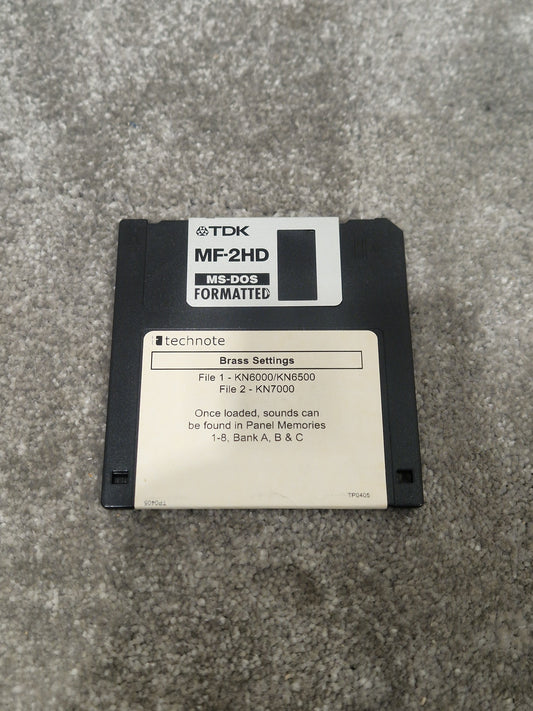 TDK
MF-2HD
MS-DOS
FORMATTED
technote
Brass Settings
File 1 - KN6000/KN6500
File 2 - KN7000
Once loaded, sounds can
be found in Panel Memories
1-8, Bank A, B & C
TP0405
TP0405